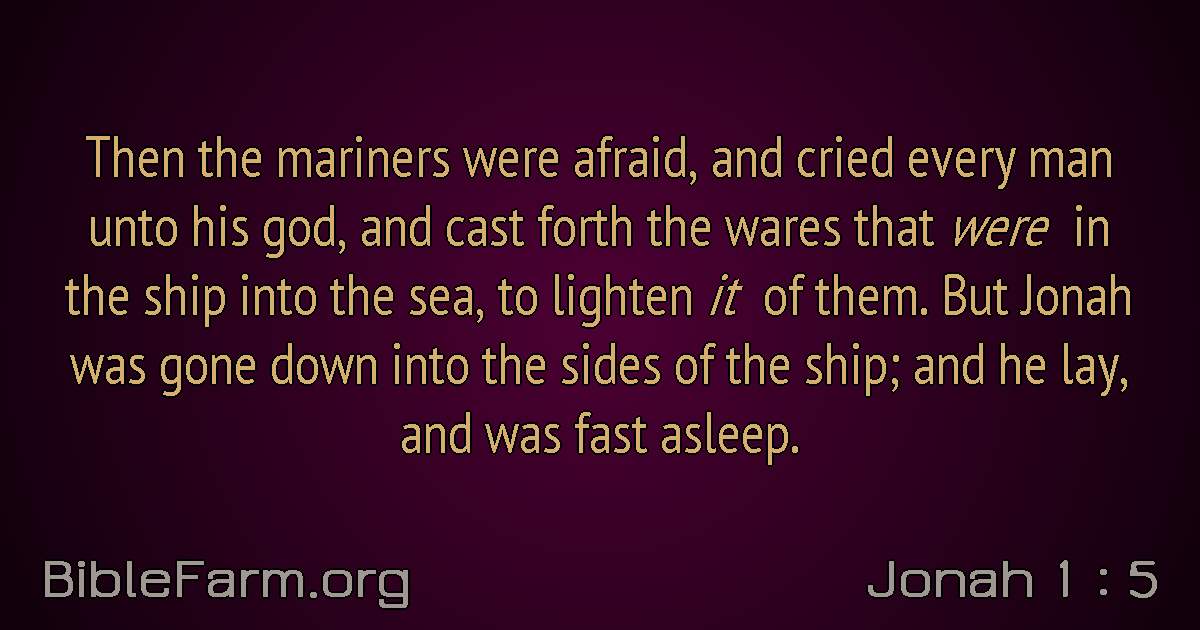 Then the mariners were afraid, and cried every man
unto his god, and cast forth the wares that were in
the ship into the sea, to lighten it of them. But Jonah
was gone down into the sides of the ship; and he lay,
and was fast asleep.
BibleFarm.org
Jonah 1 : 5